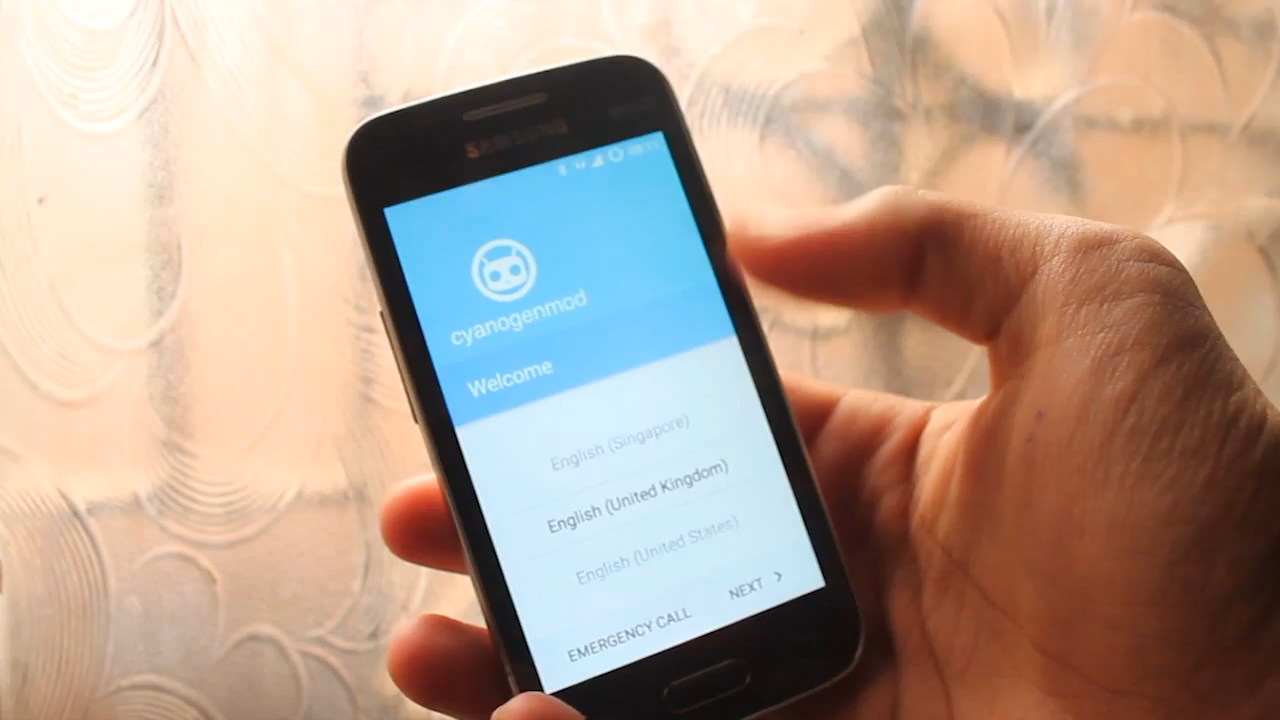 SAMSUNG
cyanogenmod
Welcome
English (Singapore)
English (United Kingdom)
English (United States)
NEXT
EMERGENCY CALL